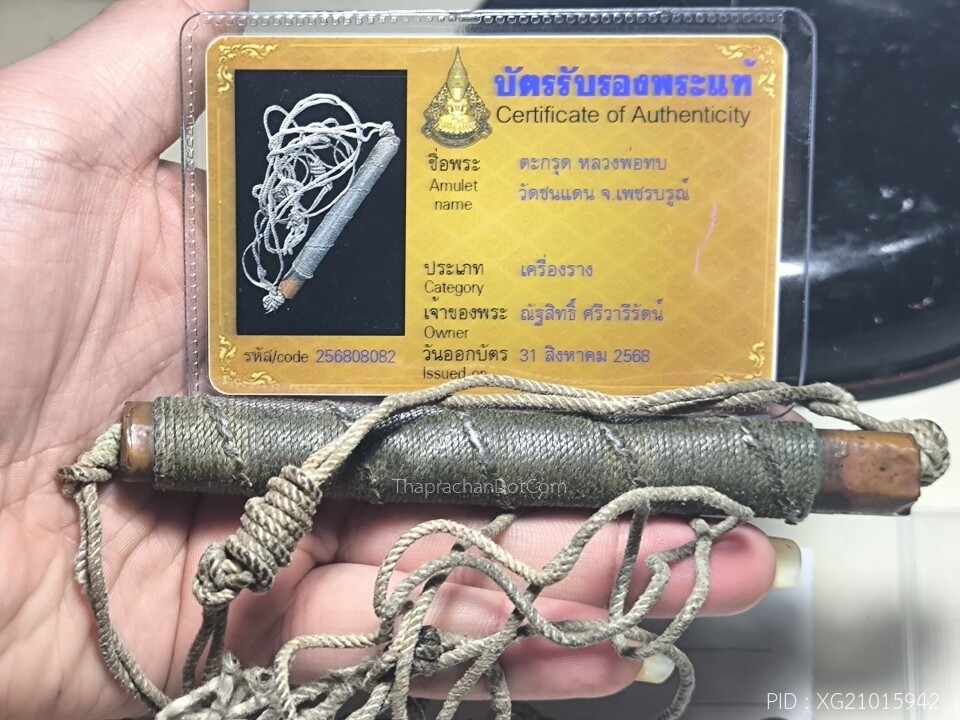 บัตรรับรองพระแท้
Certificate of Authenticity
ชื่อพระ ตะกรุด หลวงพ่อทบ
Amulet name วัดชนแดน จ.เพชรบรูณ์
ประเภท เครื่องราง
Category
เจ้าของพระ ณัฐสิทธิ์ ศรีวารีรัตน์
Owner
รหัส/code 256808082
วันออกบัตร 31 สิงหาคม 2568
Issued on
ThaprachanDotCom
PID : XG21015942